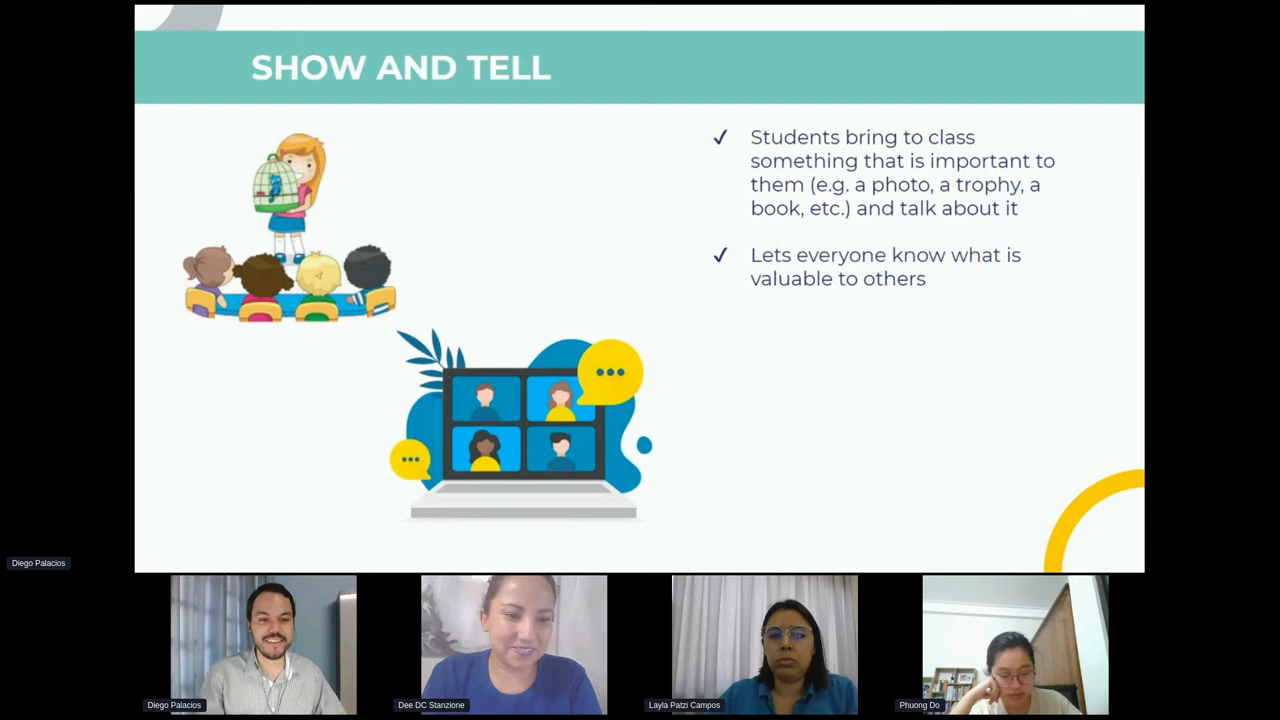 SHOW AND TELL
✓ Students bring to class
something that is important to
them (e.g. a photo, a trophy, a
book, etc.) and talk about it
✓ Lets everyone know what is
valuable to others
Diego Palacios
Diego Palacios
Dee DC Stanzione
Layla Patzi Campos
Phuong Do